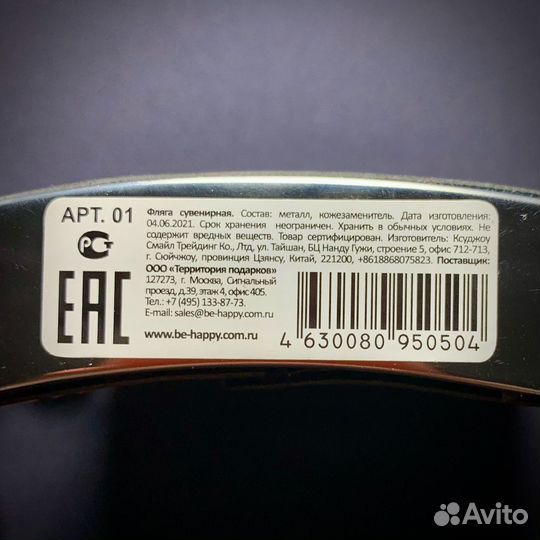 АРТ. 01
Фляга сувенирная. Состав: металл, кожезаменитель. Дата изготовления:
04.06.2021. Срок хранения неограничен. Хранить в обычных условиях. Не
содержит вредных веществ. Товар сертифицирован. Изготовитель: Ксуджоу
Смайл Трейдинг Ко., Лтд, ул. Тайшан, БЦ Нанду Гужи, строение 5, офис 712-713,
г. Сюйчжоу, провинция Цзянсу, Китай, 221200, +8618868075823. Поставщик:
ООО «Территория подарков»
127273, г. Москва, Сигнальный
проезд, д.39, этаж 4, офис 405.
Тел.: +7 (495) 133-87-73.
E-mail: sales@be-happy.com.ru
www.be-happy.com.ru
РСТ
EAC
4 630080 950504
Avito